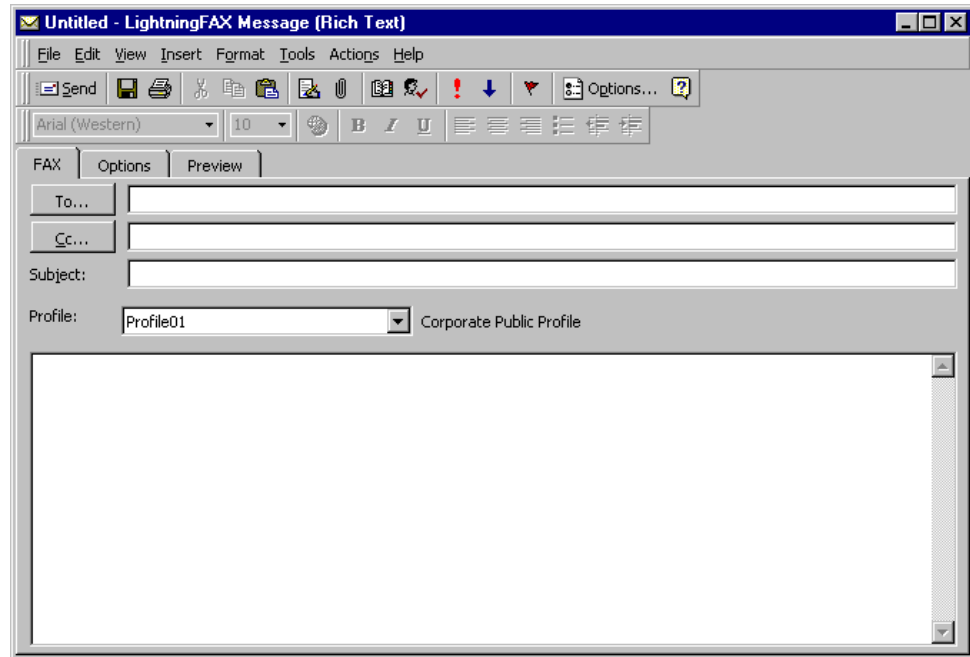 Untitled - LightningFAX Message (Rich Text)
File Edit View Insert Format Tools Actions Help
Send Options...
Arial (Western) 10 B I U
FAX Options Preview
To...
Cc...
Subject:
Profile: Profile01 Corporate Public Profile